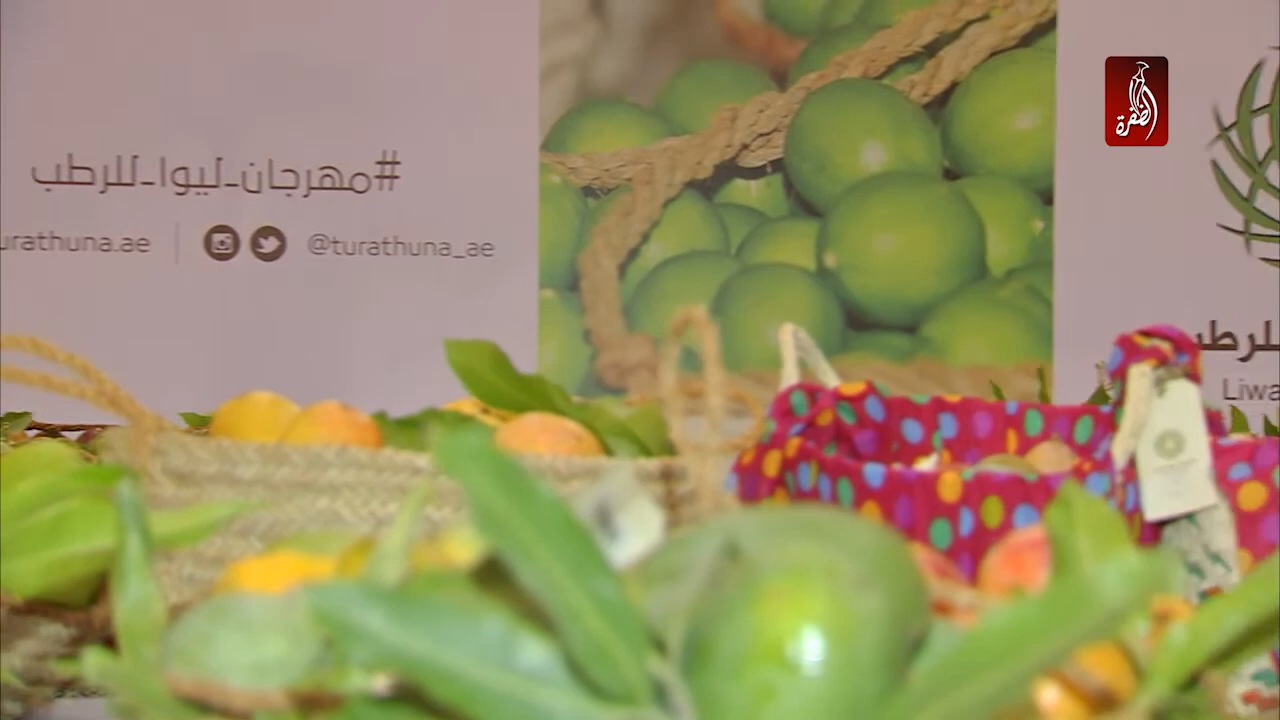 #مهرجان_ليوا_للرطب
urathuna.ae | @turathuna_ae
الظفرة
للرطب
Liwa